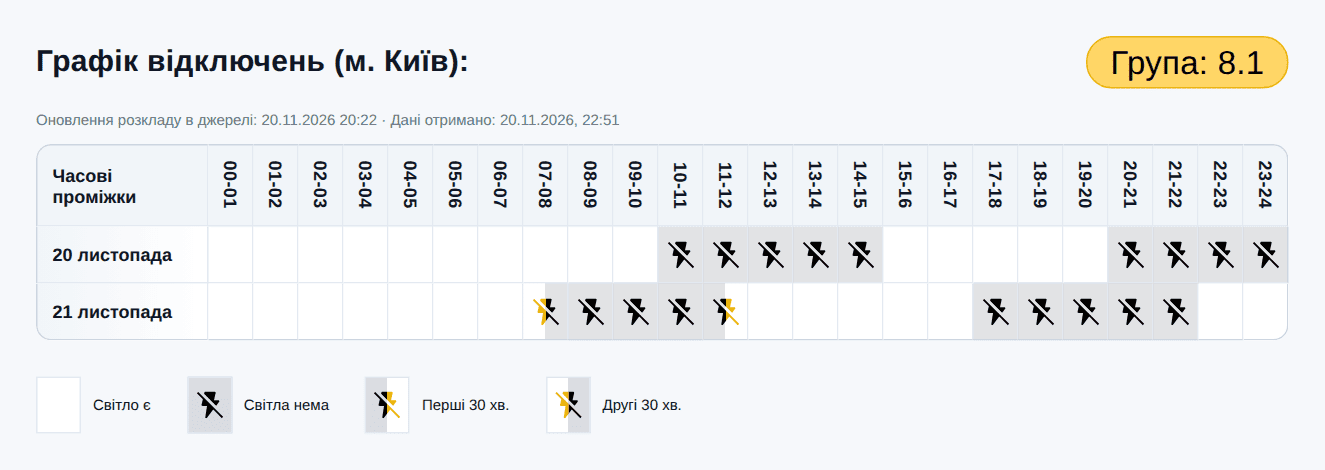 Графік відключень (м. Київ):
Група: 8.1
Оновлення розкладу в джерелі: 20.11.2026 20:22 · Дані отримано: 20.11.2026, 22:51
Часові
проміжки
00-01
01-02
02-03
03-04
04-05
05-06
06-07
07-08
08-09
09-10
10-11
11-12
12-13
13-14
14-15
15-16
16-17
17-18
18-19
19-20
20-21
21-22
22-23
23-24
20 листопада
21 листопада
Світло є
Світла нема
Перші 30 хв.
Другі 30 хв.